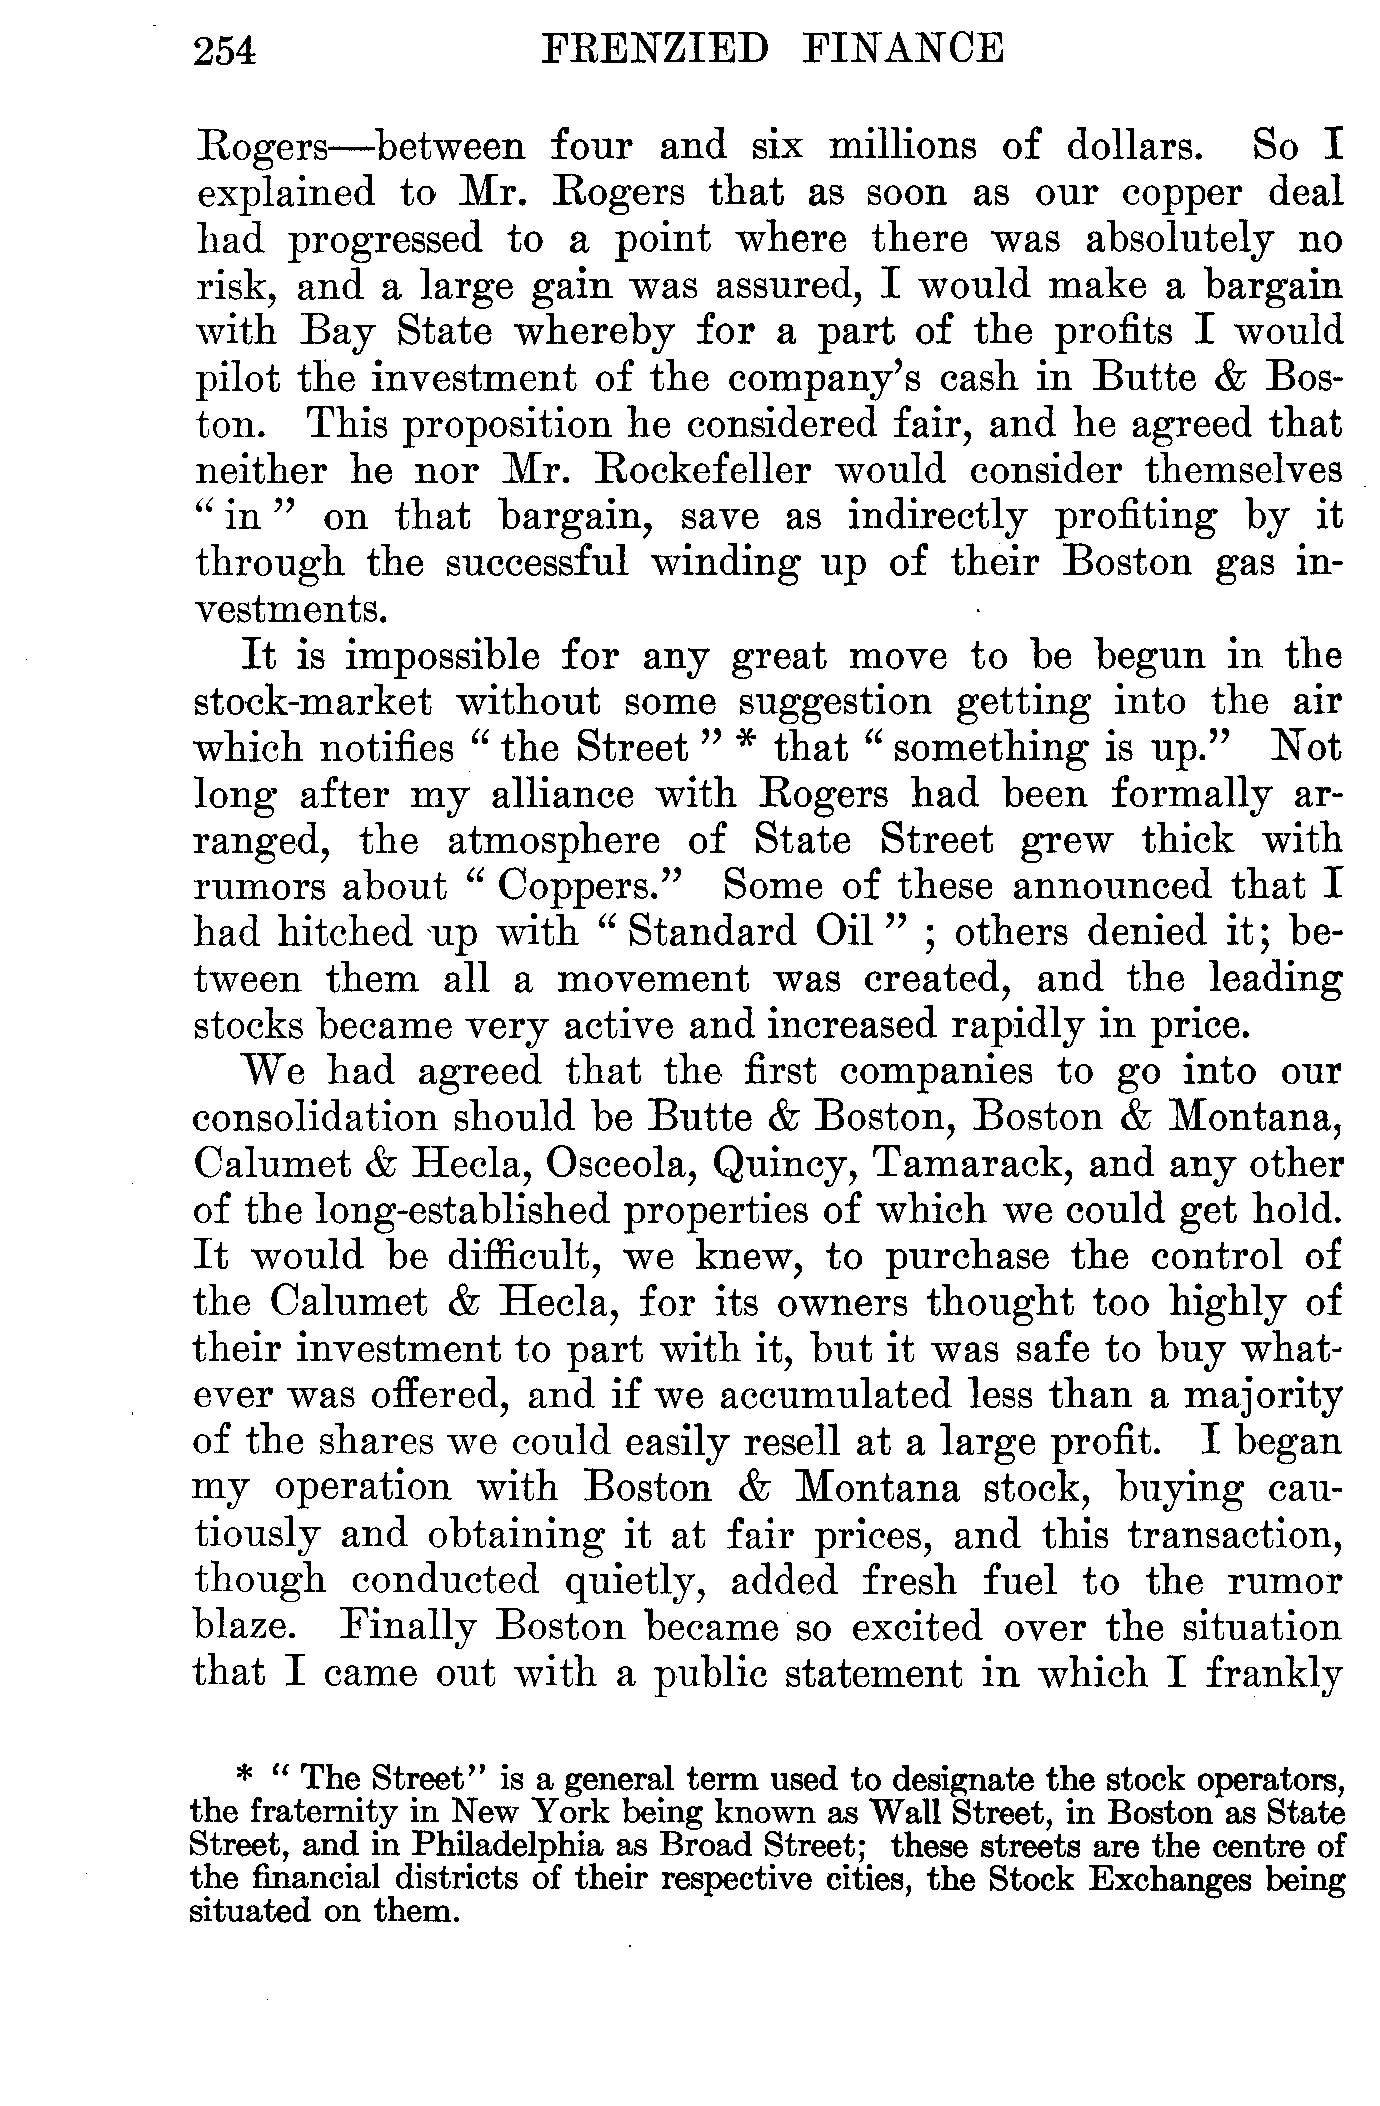 254 FRENZIED FINANCE
Rogers—between four and six millions of dollars. So I
explained to Mr. Rogers that as soon as our copper deal
had progressed to a point where there was absolutely no
risk, and a large gain was assured, I would make a bargain
with Bay State whereby for a part of the profits I would
pilot the investment of the company's cash in Butte & Bos-
ton. This proposition he considered fair, and he agreed that
neither he nor Mr. Rockefeller would consider themselves
“ in ” on that bargain, save as indirectly profiting by it
through the successful winding up of their Boston gas in-
vestments.
It is impossible for any great move to be begun in the
stock-market without some suggestion getting into the air
which notifies “ the Street ” * that “ something is up.” Not
long after my alliance with Rogers had been formally ar-
ranged, the atmosphere of State Street grew thick with
rumors about “ Coppers.” Some of these announced that I
had hitched up with “ Standard Oil ” ; others denied it; be-
tween them all a movement was created, and the leading
stocks became very active and increased rapidly in price.
We had agreed that the first companies to go into our
consolidation should be Butte & Boston, Boston & Montana,
Calumet & Hecla, Osceola, Quincy, Tamarack, and any other
of the long-established properties of which we could get hold.
It would be difficult, we knew, to purchase the control of
the Calumet & Hecla, for its owners thought too highly of
their investment to part with it, but it was safe to buy what-
ever was offered, and if we accumulated less than a majority
of the shares we could easily resell at a large profit. I began
my operation with Boston & Montana stock, buying cau-
tiously and obtaining it at fair prices, and this transaction,
though conducted quietly, added fresh fuel to the rumor
blaze. Finally Boston became so excited over the situation
that I came out with a public statement in which I frankly
* “ The Street” is a general term used to designate the stock operators,
the fraternity in New York being known as Wall Street, in Boston as State
Street, and in Philadelphia as Broad Street; these streets are the centre of
the financial districts of their respective cities, the Stock Exchanges being
situated on them.